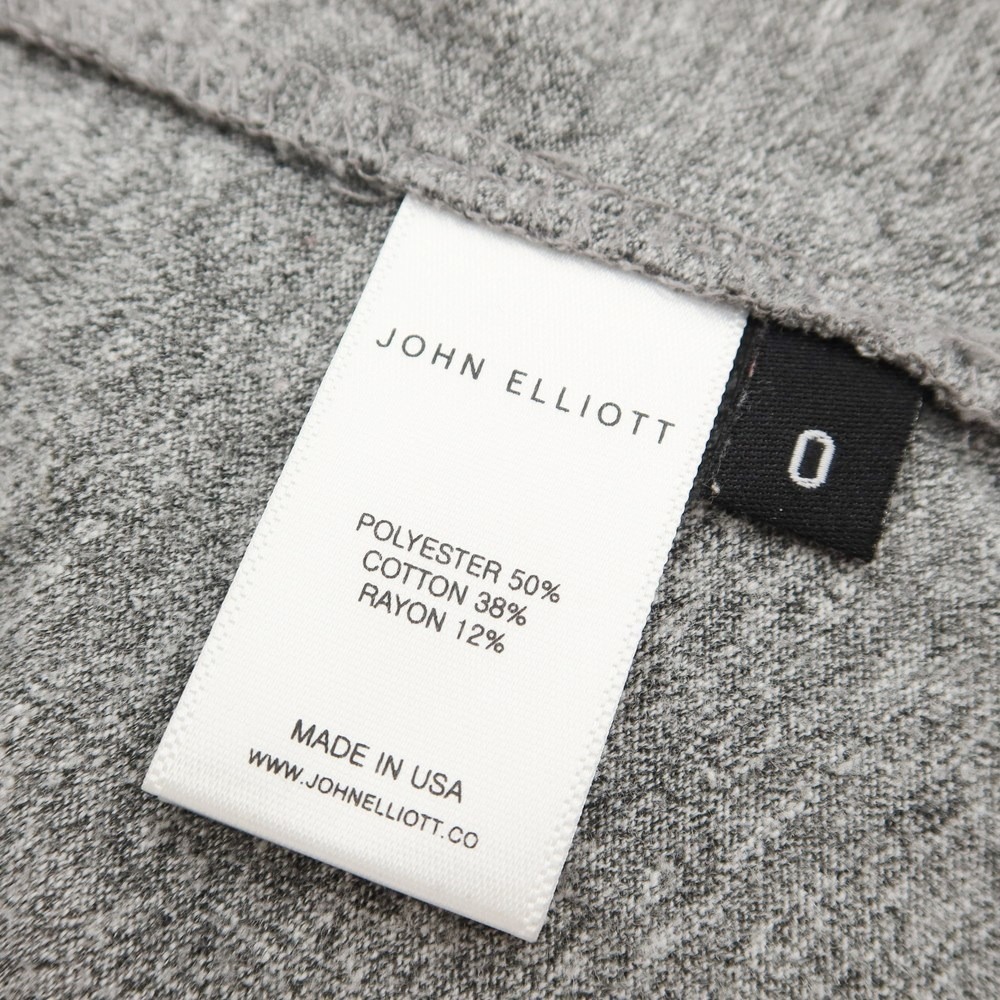 JOHN ELLIOTT
0
POLYESTER 50%
COTTON 38%
RAYON 12%
MADE IN USA
WWW.JOHNELLIOTT.CO